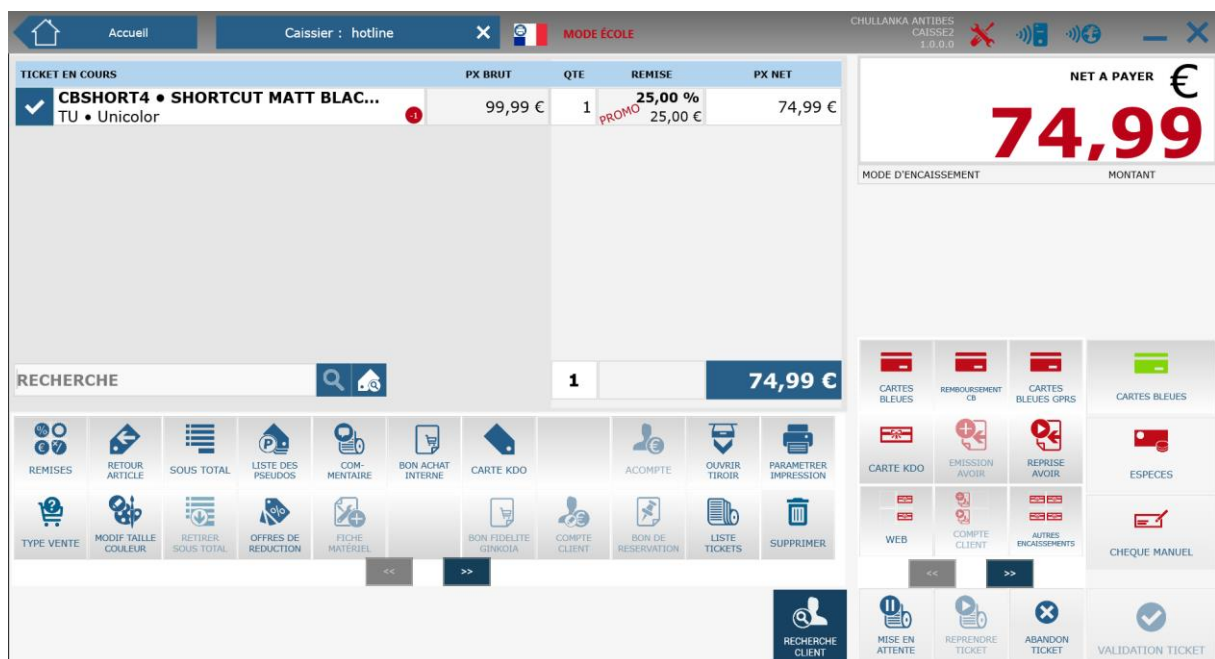 Accueil
Caissier : hotline
MODE ÉCOLE
CHULLANKA ANTIBES
CAISSE2
1.0.0.0
TICKET EN COURS PX BRUT QTE REMISE PX NET
CBSHORT4 • SHORTCUT MATT BLAC... 99,99 € 1 25,00 % 74,99 €
TU • Unicolor -1 PROMO 25,00 €
NET A PAYER €
74,99
MODE D'ENCAISSEMENT MONTANT
RECHERCHE 1 74,99 €
REMISES
RETOUR
ARTICLE
SOUS TOTAL
LISTE DES
PSEUDOS
COM-
MENTAIRE
BON ACHAT
INTERNE
CARTE KDO
ACOMPTE
OUVRIR
TIROIR
PARAMETRER
IMPRESSION
TYPE VENTE
MODIF TAILLE
COULEUR
RETIRER
SOUS TOTAL
OFFRES DE
REDUCTION
FICHE
MATÉRIEL
BON FIDELITE
GINKOIA
COMPTE
CLIENT
BON DE
RESERVATION
LISTE
TICKETS
SUPPRIMER
<< >>
RECHERCHE
CLIENT
CARTES
BLEUES
REMBOURSEMENT
CB
CARTES
BLEUES GPRS
CARTES BLEUES
CARTE KDO
EMISSION
AVOIR
REPRISE
AVOIR
ESPECES
WEB
COMPTE
CLIENT
AUTRES
ENCAISSEMENTS
CHEQUE MANUEL
<< >>
MISE EN
ATTENTE
REPRENDRE
TICKET
ABANDON
TICKET
VALIDATION TICKET